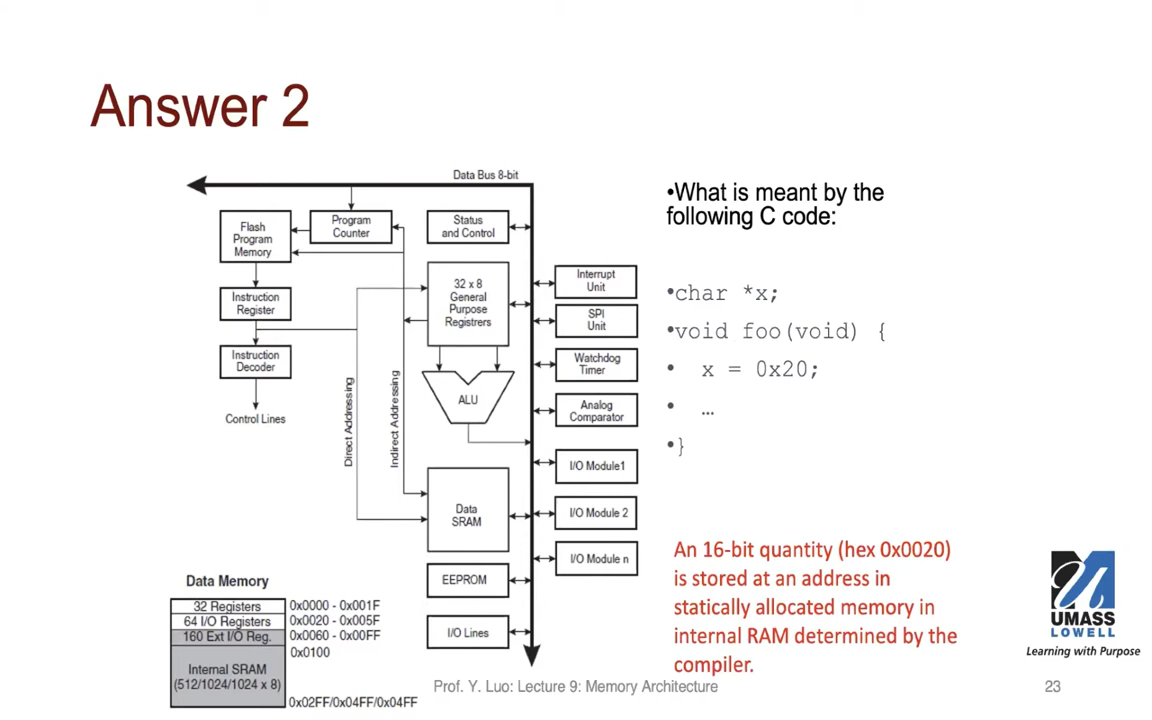 Answer 2
Data Bus 8-bit
Flash
Program
Memory
Program
Counter
Status
and Control
32 x 8
General
Purpose
Registrers
Instruction
Register
Instruction
Decoder
Control Lines
Direct Addressing
Indirect Addressing
ALU
Data
SRAM
EEPROM
I/O Lines
Interrupt
Unit
SPI
Unit
Watchdog
Timer
Analog
Comparator
I/O Module1
I/O Module 2
I/O Module n
Data Memory
32 Registers 0x0000 - 0x001F
64 I/O Registers 0x0020 - 0x005F
160 Ext I/O Reg. 0x0060 - 0x00FF
0x0100
Internal SRAM
(512/1024/1024 x 8)
0x02FF/0x04FF/0x04FF
•What is meant by the
following C code:
•char *x;
•void foo(void) {
• x = 0x20;
• …
•}
An 16-bit quantity (hex 0x0020)
is stored at an address in
statically allocated memory in
internal RAM determined by the
compiler.
UMASS
LOWELL
Learning with Purpose
Prof. Y. Luo: Lecture 9: Memory Architecture
23